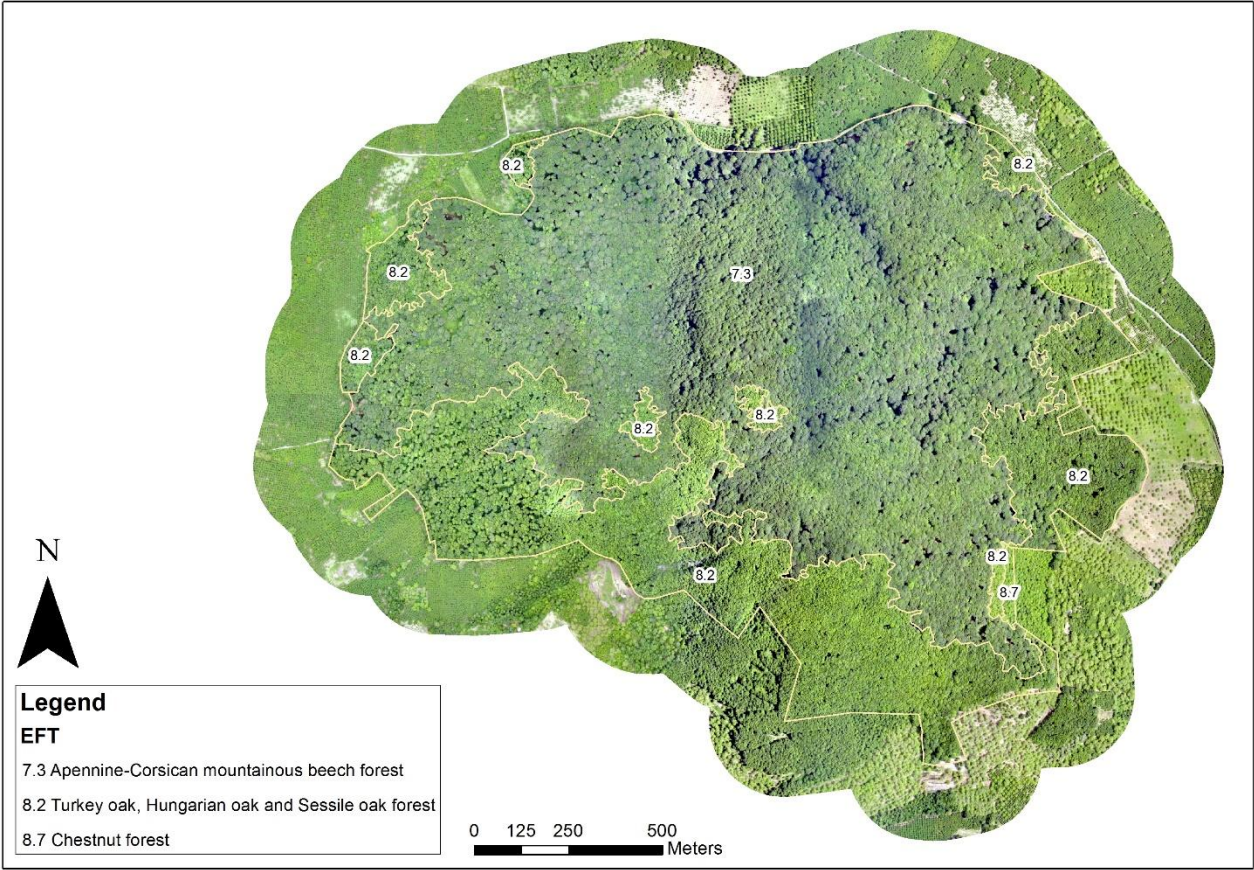 8.2
8.2
8.2
7.3
8.2
8.2
8.2
8.2
8.2
8.2
8.7
N
Legend
EFT
7.3 Apennine-Corsican mountainous beech forest
8.2 Turkey oak, Hungarian oak and Sessile oak forest
8.7 Chestnut forest
0 125 250 500
Meters